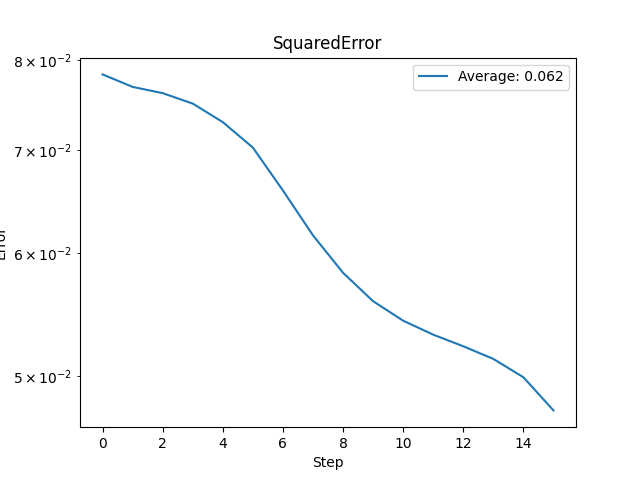 SquaredError
Average: 0.062
8 × 10⁻²
7 × 10⁻²
6 × 10⁻²
5 × 10⁻²
Error
0 2 4 6 8 10 12 14
Step